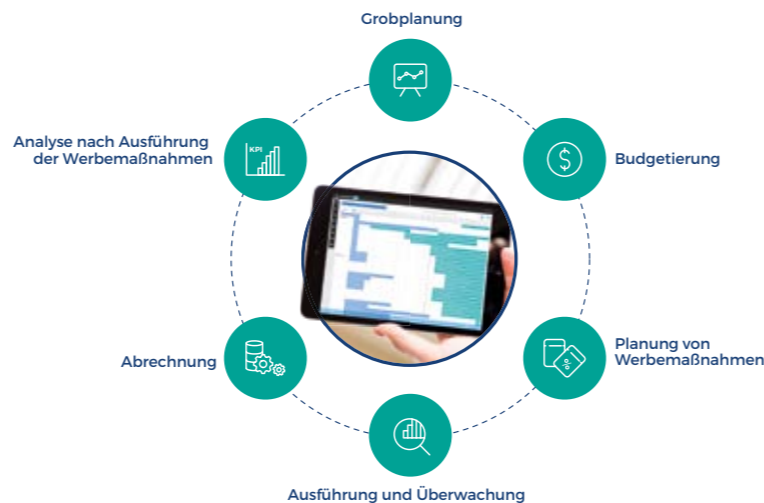 Grobplanung
Budgetierung
Planung von
Werbemaßnahmen
Ausführung und Überwachung
Abrechnung
Analyse nach Ausführung
der Werbemaßnahmen
KPI
$
%